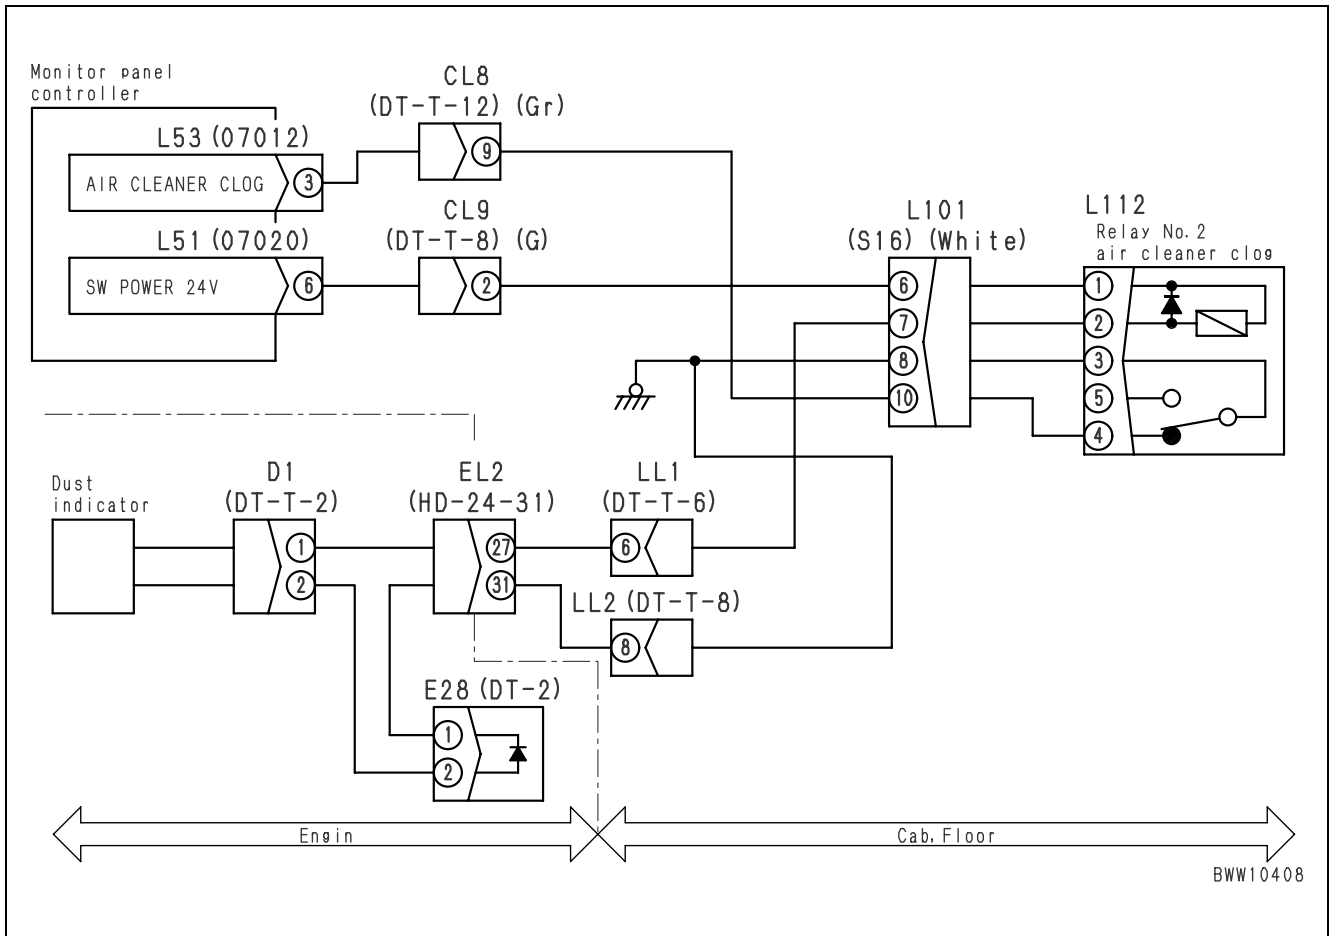 Monitor panel
controller
CL8
(DT-T-12) (Gr)
L53 (07012)
AIR CLEANER CLOG
3
9
CL9
(DT-T-8) (G)
L51 (07020)
SW POWER 24V
6
2
L101
(S16) (White)
6
7
8
10
L112
Relay No. 2
air cleaner clog
1
2
3
5
4
Dust
indicator
D1
(DT-T-2)
1
2
EL2
(HD-24-31)
27
31
LL1
(DT-T-6)
6
LL2 (DT-T-8)
8
E28 (DT-2)
1
2
Engin
Cab, Floor
BWW10408